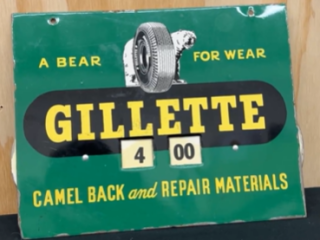 A BEAR FOR WEAR
GILLETTE
4 00
CAMEL BACK and REPAIR MATERIALS